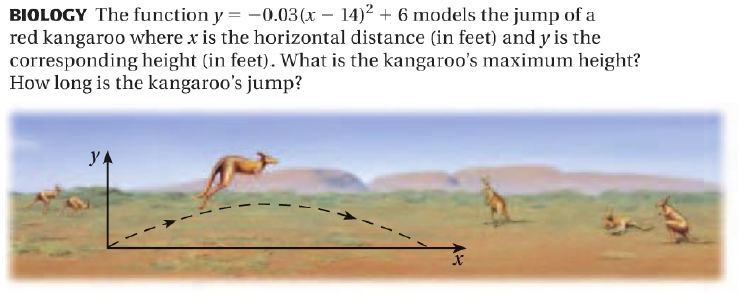 BIOLOGY The function y = −0.03(x − 14)² + 6 models the jump of a
red kangaroo where x is the horizontal distance (in feet) and y is the
corresponding height (in feet). What is the kangaroo's maximum height?
How long is the kangaroo's jump?
y
x